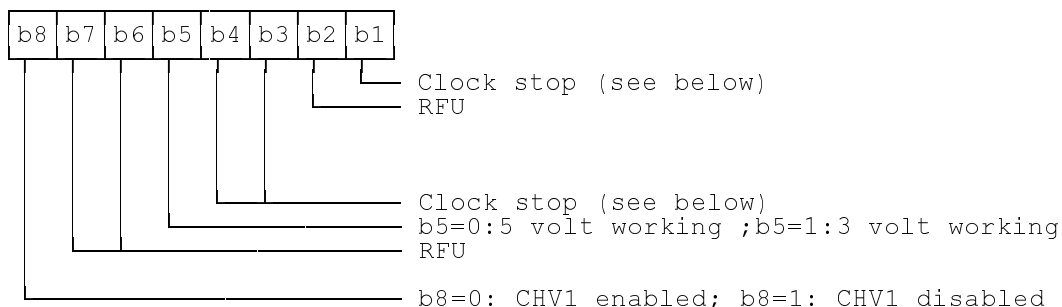 b8 b7 b6 b5 b4 b3 b2 b1
Clock stop (see below)
RFU
Clock stop (see below)
b5=0:5 volt working ;b5=1:3 volt working
RFU
b8=0: CHV1 enabled; b8=1: CHV1 disabled